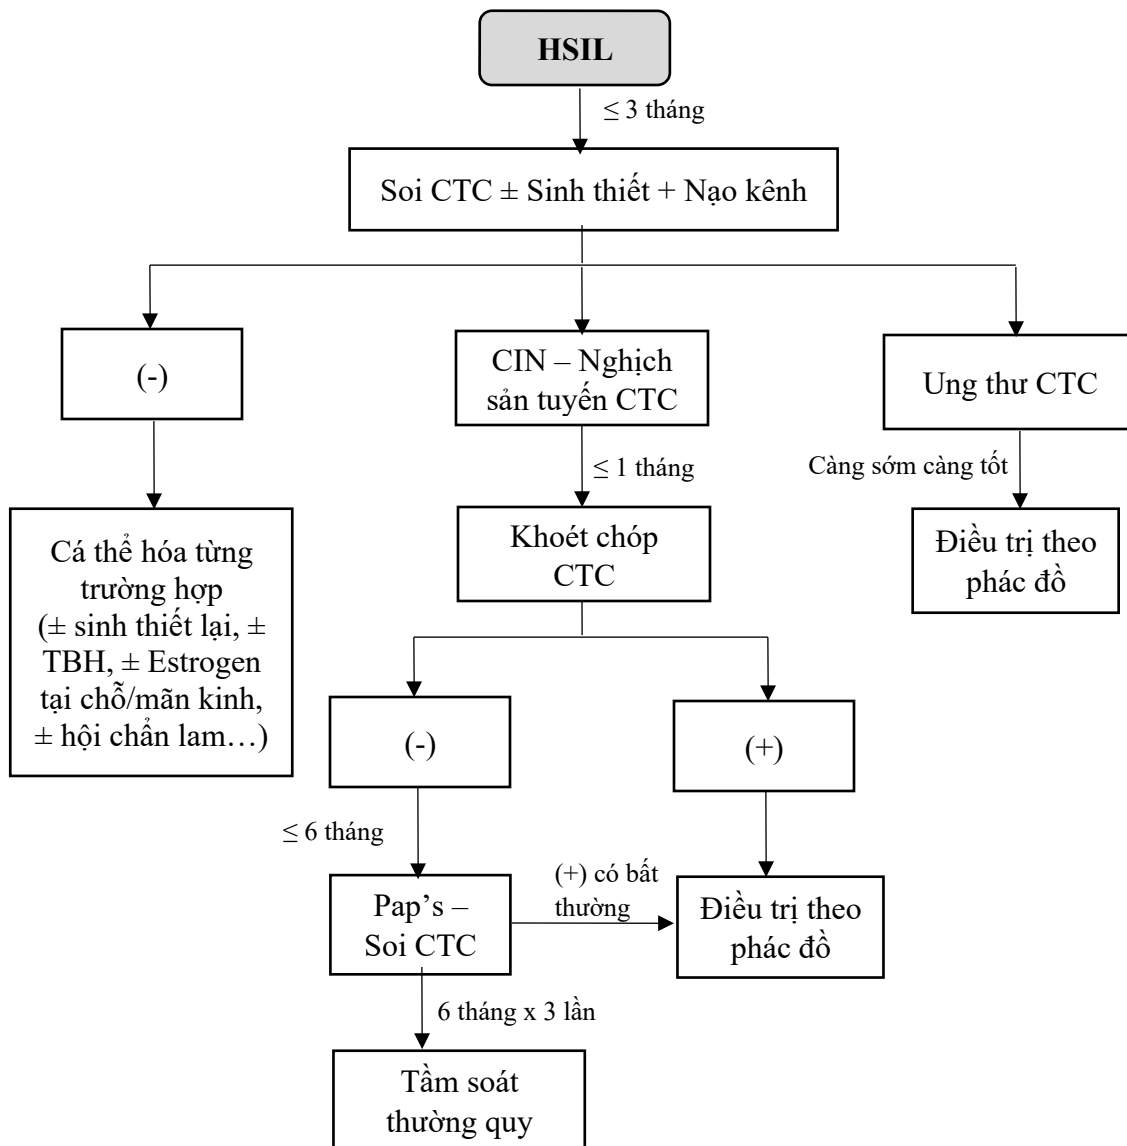 HSIL
≤ 3 tháng
Soi CTC ± Sinh thiết + Nạo kênh
(-)
CIN – Nghịch
sản tuyến CTC
Ung thư CTC
≤ 1 tháng
Càng sớm càng tốt
Cá thể hóa từng
trường hợp
(± sinh thiết lại, ±
TBH, ± Estrogen
tại chỗ/mãn kinh,
± hội chẩn lam…)
Khoét chóp
CTC
Điều trị theo
phác đồ
(-)
(+)
≤ 6 tháng
Pap’s –
Soi CTC
(+) có bất
thường
Điều trị theo
phác đồ
6 tháng x 3 lần
Tầm soát
thường quy